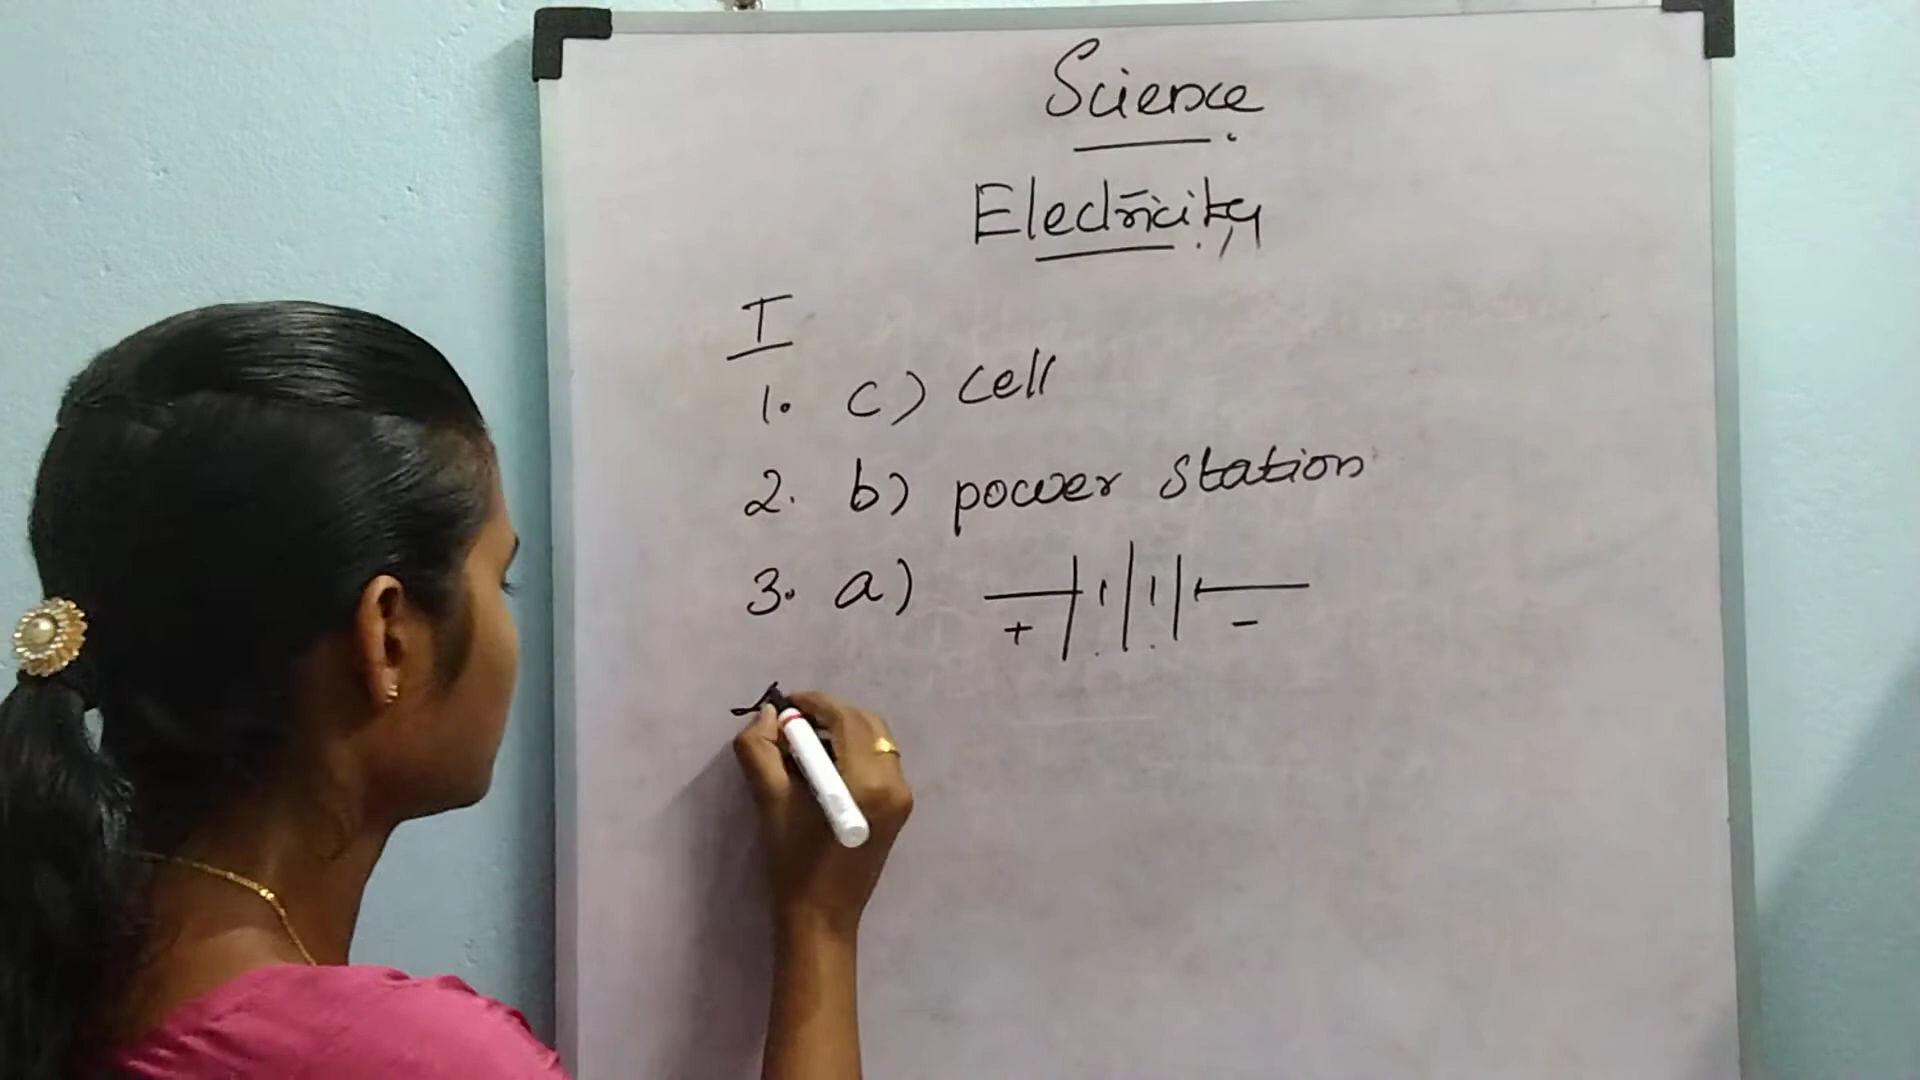 Science
Electricity
I
1. c) cell
2. b) power station
3. a)
+ -